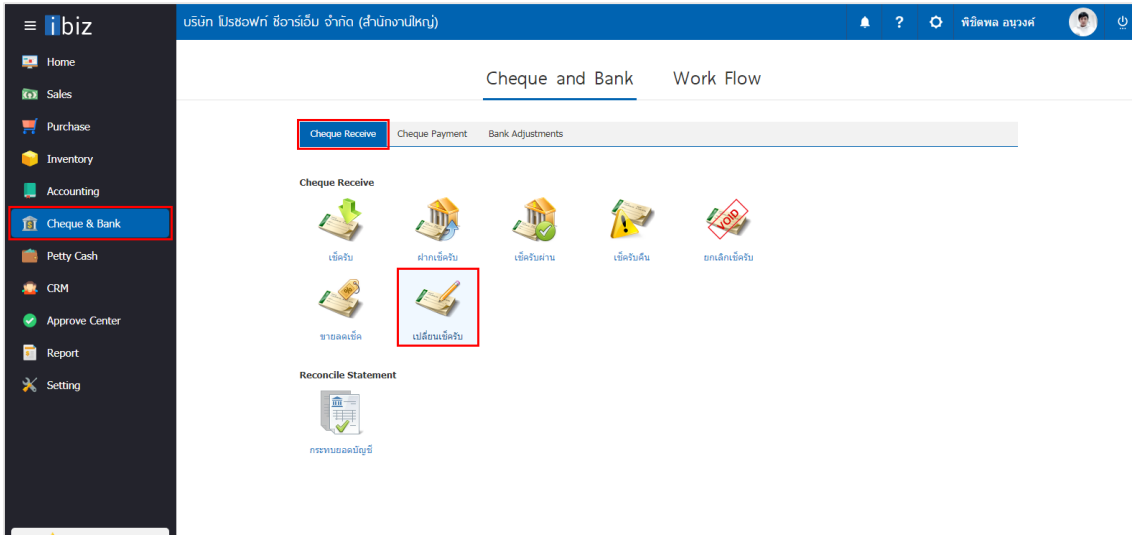 ibiz
บริษัท โปรซอฟท์ ซีอาร์เอ็ม จำกัด (สำนักงานใหญ่)
? พิชิตพล อนุวงศ์
Home
Sales
Purchase
Inventory
Accounting
Cheque & Bank
Petty Cash
CRM
Approve Center
Report
Setting
Cheque and Bank Work Flow
Cheque Receive Cheque Payment Bank Adjustments
Cheque Receive
VOID
เช็ครับ ฝากเช็ครับ เช็ครับผ่าน เช็ครับคืน ยกเลิกเช็ครับ
ขายลดเช็ค เปลี่ยนเช็ครับ
Reconcile Statement
กระทบยอดบัญชี